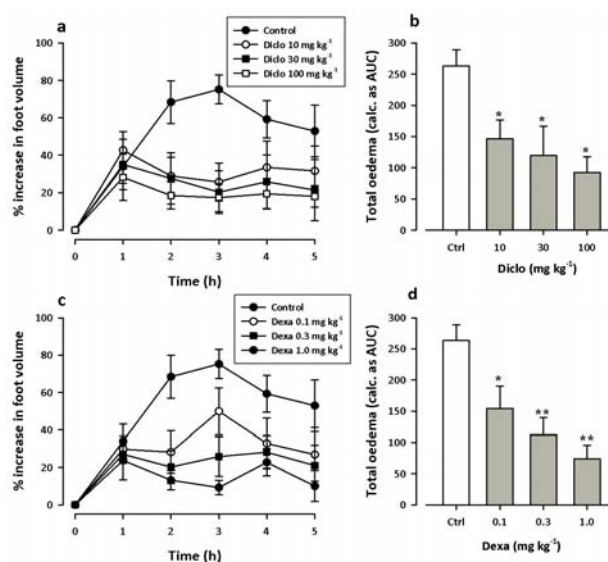 a
Control
Diclo 10 mg kg-1
Diclo 30 mg kg-1
Diclo 100 mg kg-1
% increase in foot volume
100
80
60
40
20
0
0 1 2 3 4 5
Time (h)
b
Total oedema (calc. as AUC)
300
250
200
150
100
50
0
* * *
Ctrl 10 30 100
Diclo (mg kg-1)
c
Control
Dexa 0.1 mg kg-1
Dexa 0.3 mg kg-1
Dexa 1.0 mg kg-1
% increase in foot volume
100
80
60
40
20
0
0 1 2 3 4 5
Time (h)
d
Total oedema (calc. as AUC)
300
250
200
150
100
50
0
* ** **
Ctrl 0.1 0.3 1.0
Dexa (mg kg-1)